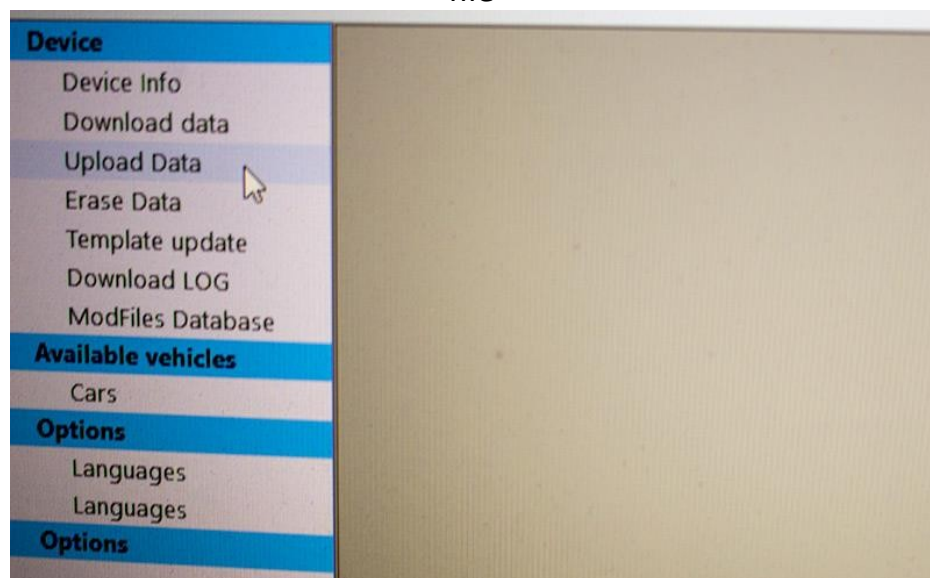 Device
Device Info
Download data
Upload Data
Erase Data
Template update
Download LOG
ModFiles Database
Available vehicles
Cars
Options
Languages
Languages
Options